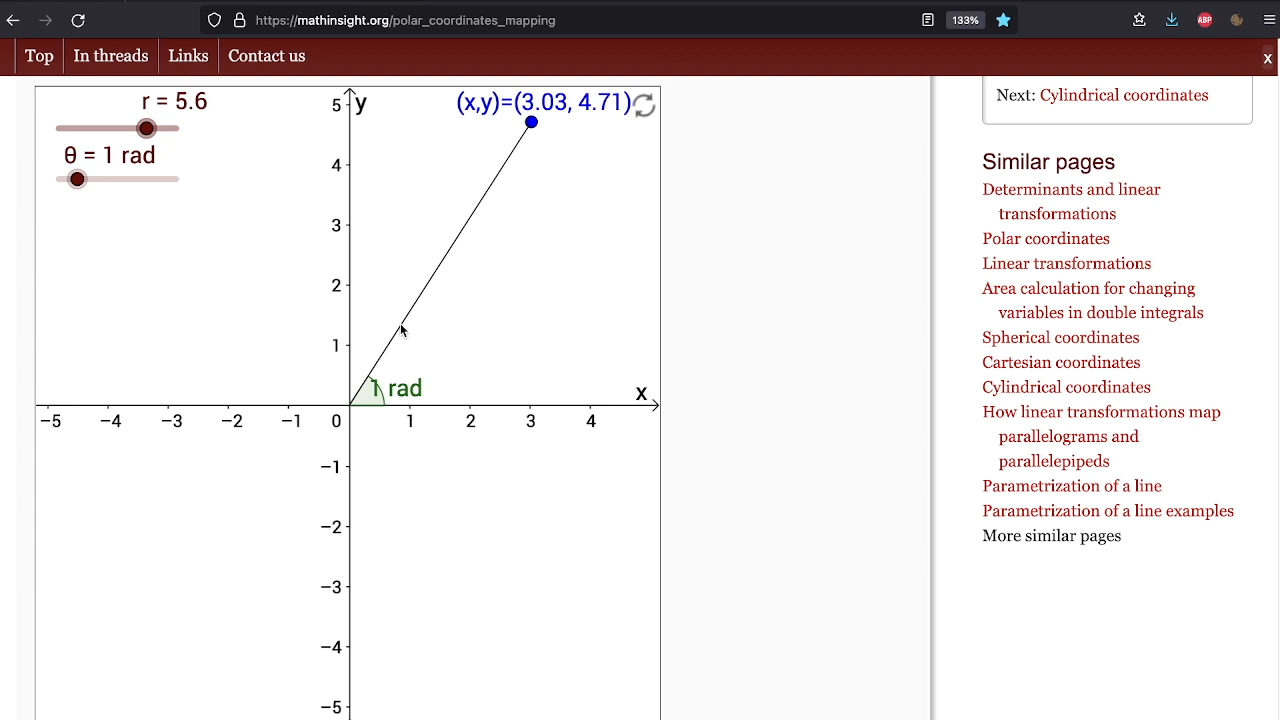 https://mathinsight.org/polar_coordinates_mapping
133%
ABP
Top
In threads
Links
Contact us
x
r = 5.6
θ = 1 rad
(x,y)=(3.03, 4.71)
y
5
4
3
2
1
1 rad
x
−5 −4 −3 −2 −1 0 1 2 3 4
−1
−2
−3
−4
−5
Next: Cylindrical coordinates
Similar pages
Determinants and linear
transformations
Polar coordinates
Linear transformations
Area calculation for changing
variables in double integrals
Spherical coordinates
Cartesian coordinates
Cylindrical coordinates
How linear transformations map
parallelograms and
parallelepipeds
Parametrization of a line
Parametrization of a line examples
More similar pages